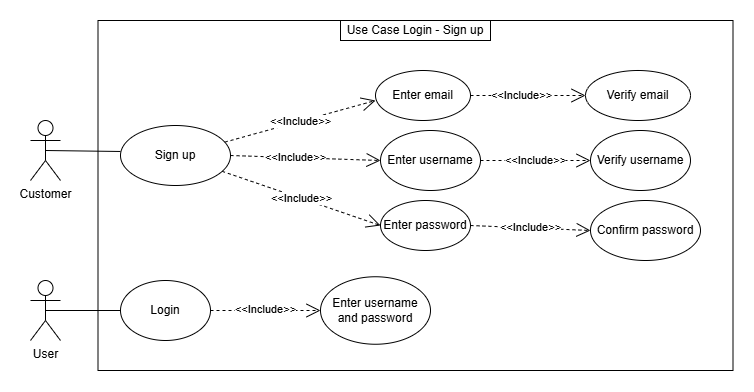 Use Case Login - Sign up
Enter email
<<Include>>
Verify email
<<Include>>
Customer
Sign up
<<Include>>
Enter username
<<Include>>
Verify username
<<Include>>
Enter password
<<Include>>
Confirm password
User
Login
<<Include>>
Enter username
and password